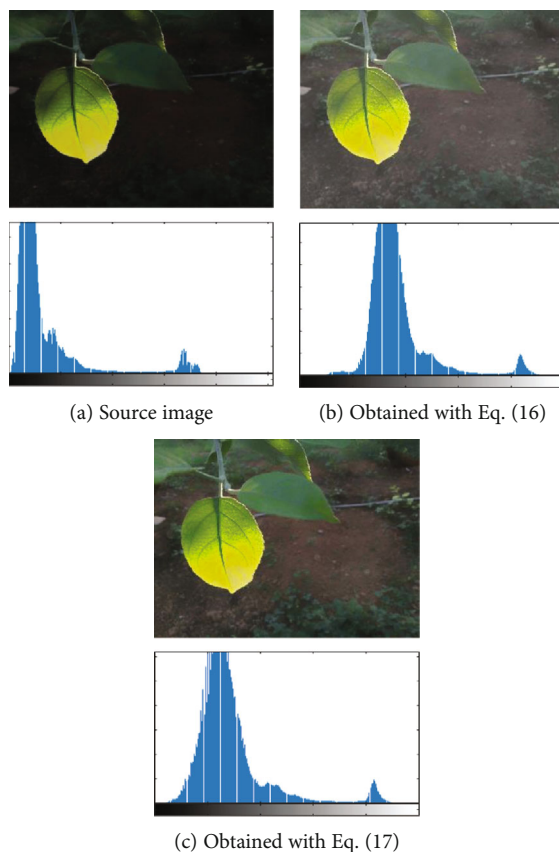 (a) Source image
(b) Obtained with Eq. (16)
(c) Obtained with Eq. (17)